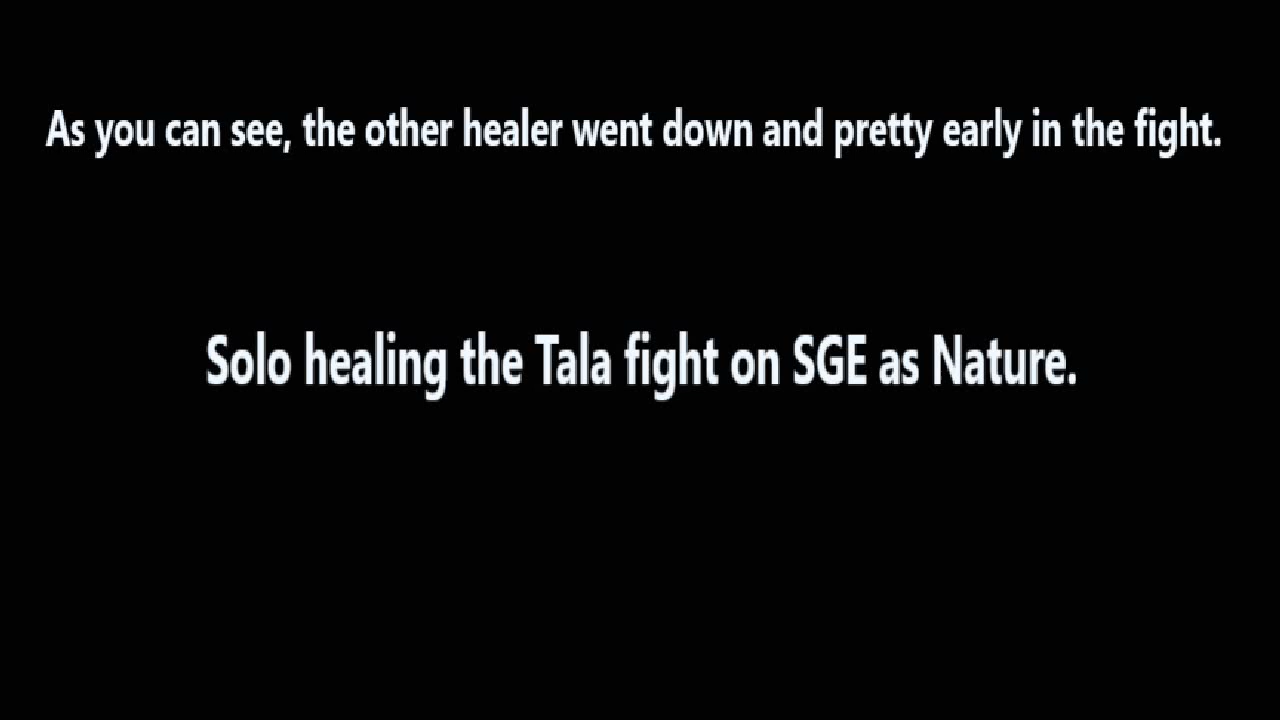 As you can see, the other healer went down and pretty early in the fight.
Solo healing the Tala fight on SGE as Nature.